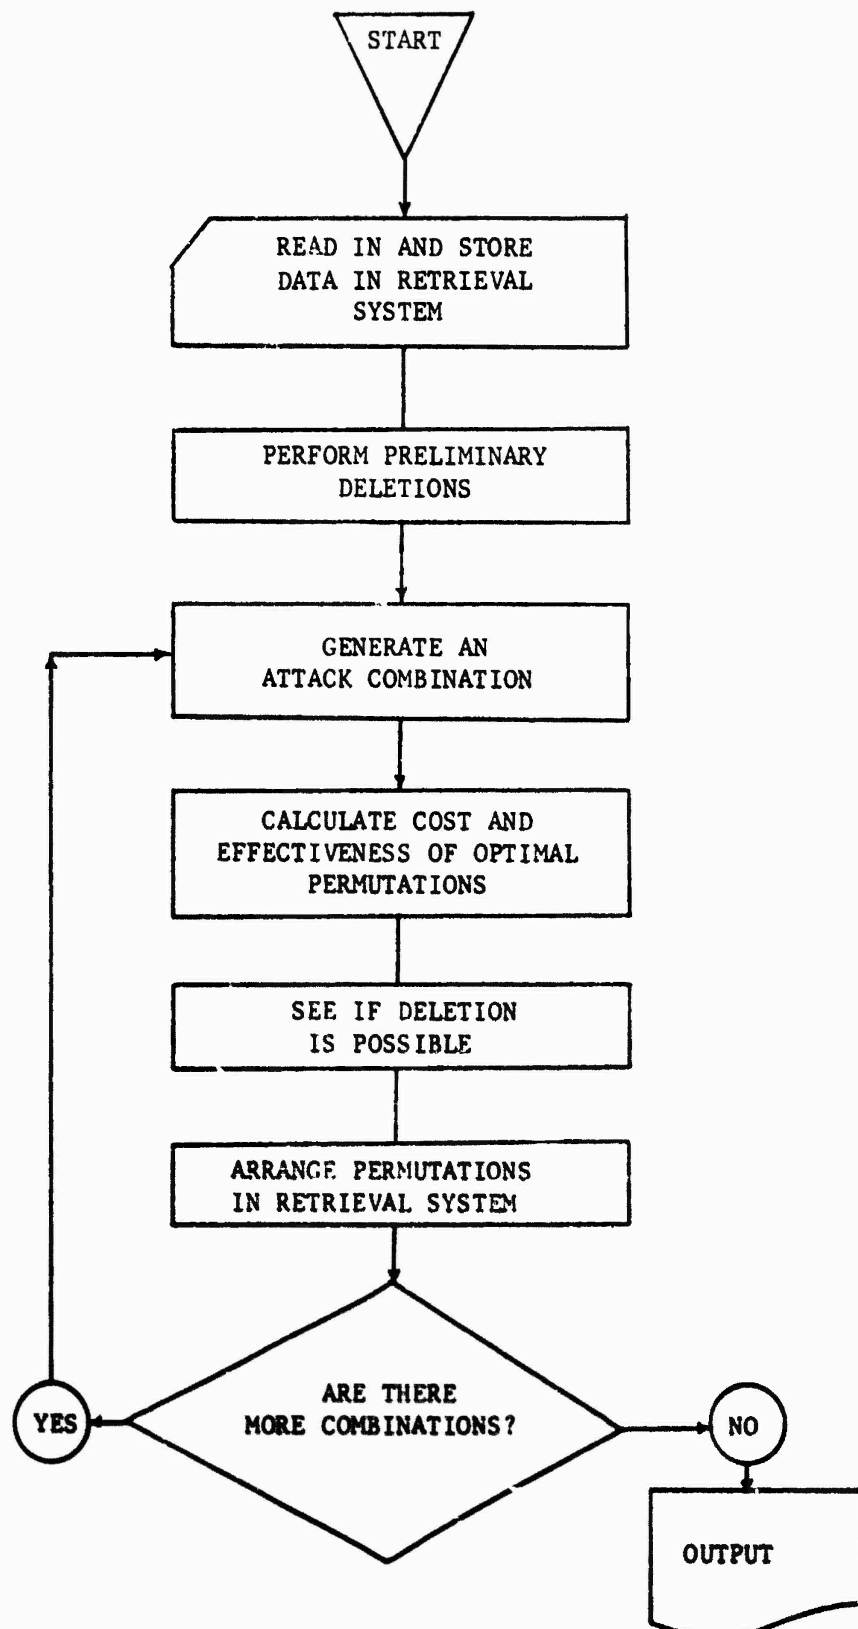 START
READ IN AND STORE
DATA IN RETRIEVAL
SYSTEM
PERFORM PRELIMINARY
DELETIONS
GENERATE AN
ATTACK COMBINATION
CALCULATE COST AND
EFFECTIVENESS OF OPTIMAL
PERMUTATIONS
SEE IF DELETION
IS POSSIBLE
ARRANGE PERMUTATIONS
IN RETRIEVAL SYSTEM
ARE THERE
MORE COMBINATIONS?
YES
NO
OUTPUT